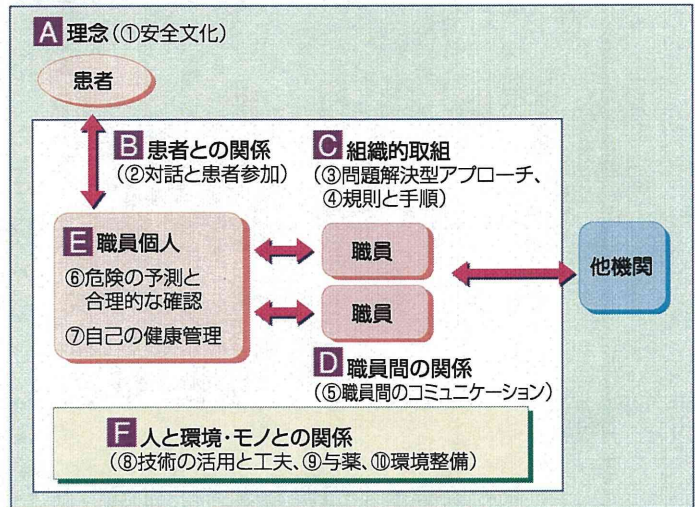 A 理念(①安全文化)
患者
B 患者との関係
(②対話と患者参加)
C 組織的取組
(③問題解決型アプローチ、
④規則と手順)
E 職員個人
⑥危険の予測と
合理的な確認
⑦自己の健康管理
職員
職員
他機関
D 職員間の関係
(⑤職員間のコミュニケーション)
F 人と環境・モノとの関係
(⑧技術の活用と工夫、⑨与薬、⑩環境整備)